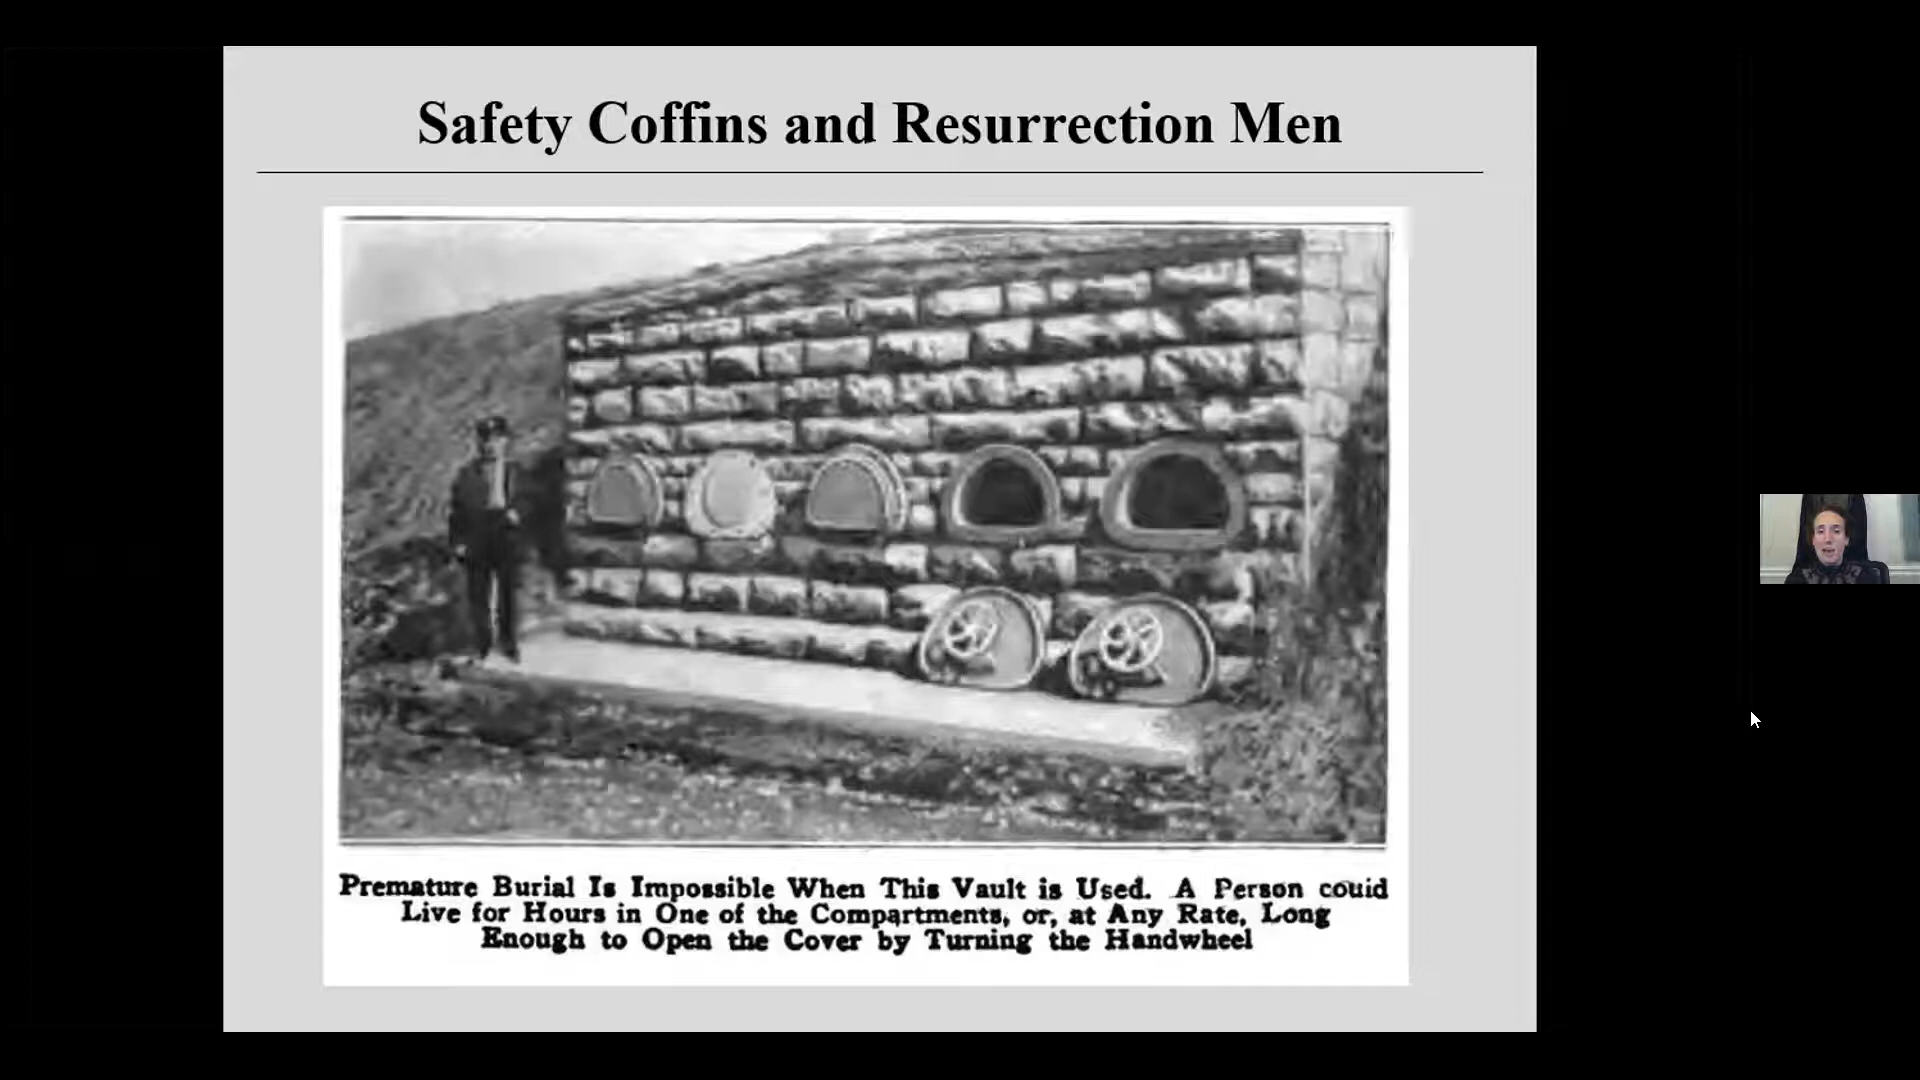 Safety Coffins and Resurrection Men
Premature Burial Is Impossible When This Vault is Used. A Person could
Live for Hours in One of the Compartments, or, at Any Rate, Long
Enough to Open the Cover by Turning the Handwheel